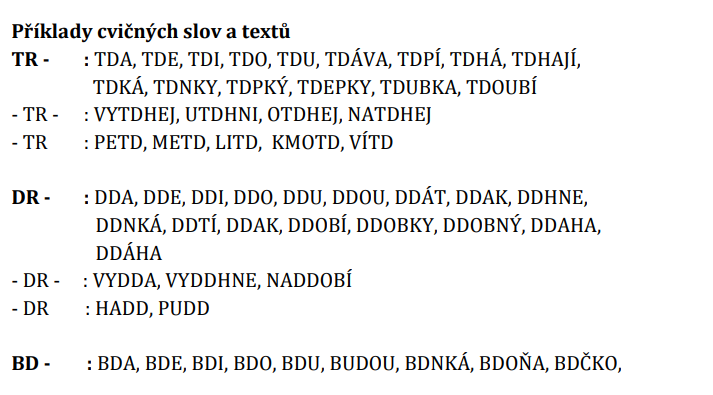 Příklady cvičných slov a textů
TR - : TDA, TDE, TDI, TDO, TDU, TDÁVA, TDPÍ, TDHÁ, TDHAJÍ,
TDKÁ, TDNKY, TDPKÝ, TDEPKY, TDUBKA, TDOUBÍ
- TR - : VYTDHEJ, UTDHNI, OTDHEJ, NATDHEJ
- TR : PETD, METD, LITD, KMOTD, VÍTD
DR - : DDA, DDE, DDI, DDO, DDU, DDOU, DDÁT, DDAK, DDHNE,
DDNKÁ, DDTÍ, DDAK, DDOBÍ, DDOBKY, DDOBNÝ, DDAHA,
DDÁHA
- DR - : VYDDA, VYDDHNE, NADDOBÍ
- DR : HADD, PUDD
BD - : BDA, BDE, BDI, BDO, BDU, BUDOU, BDNKÁ, BDOŇA, BDČKO,